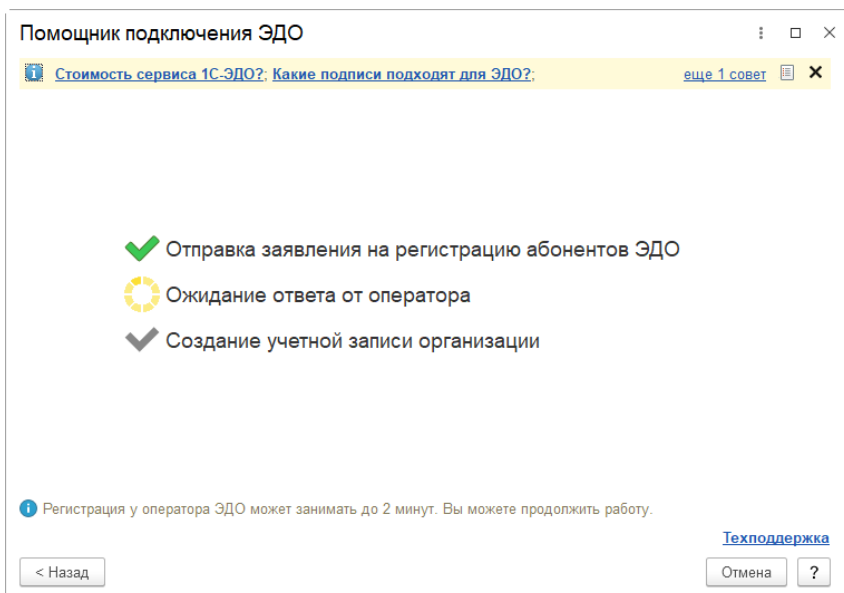 Помощник подключения ЭДО
Стоимость сервиса 1С-ЭДО?; Какие подписи подходят для ЭДО?; еще 1 совет
Отправка заявления на регистрацию абонентов ЭДО
Ожидание ответа от оператора
Создание учетной записи организации
Регистрация у оператора ЭДО может занимать до 2 минут. Вы можете продолжить работу.
Техподдержка
< Назад Отмена ?